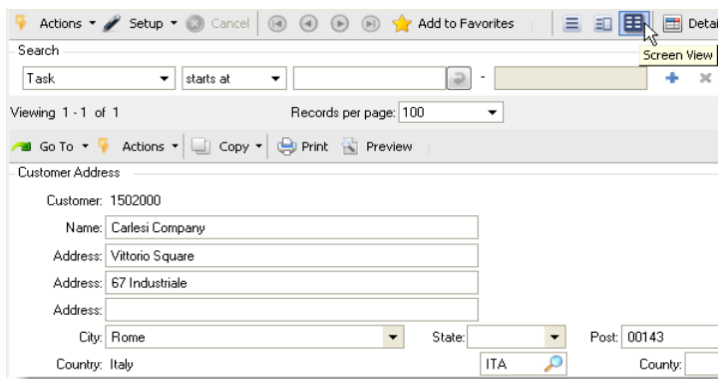 Actions Setup Cancel Add to Favorites Detai
Screen View
Search
Task starts at -
Viewing 1 - 1 of 1 Records per page: 100
Go To Actions Copy Print Preview
Customer Address
Customer: 1502000
Name: Carlesi Company
Address: Vittorio Square
Address: 67 Industriale
Address:
City: Rome State: Post: 00143
Country: Italy ITA County: